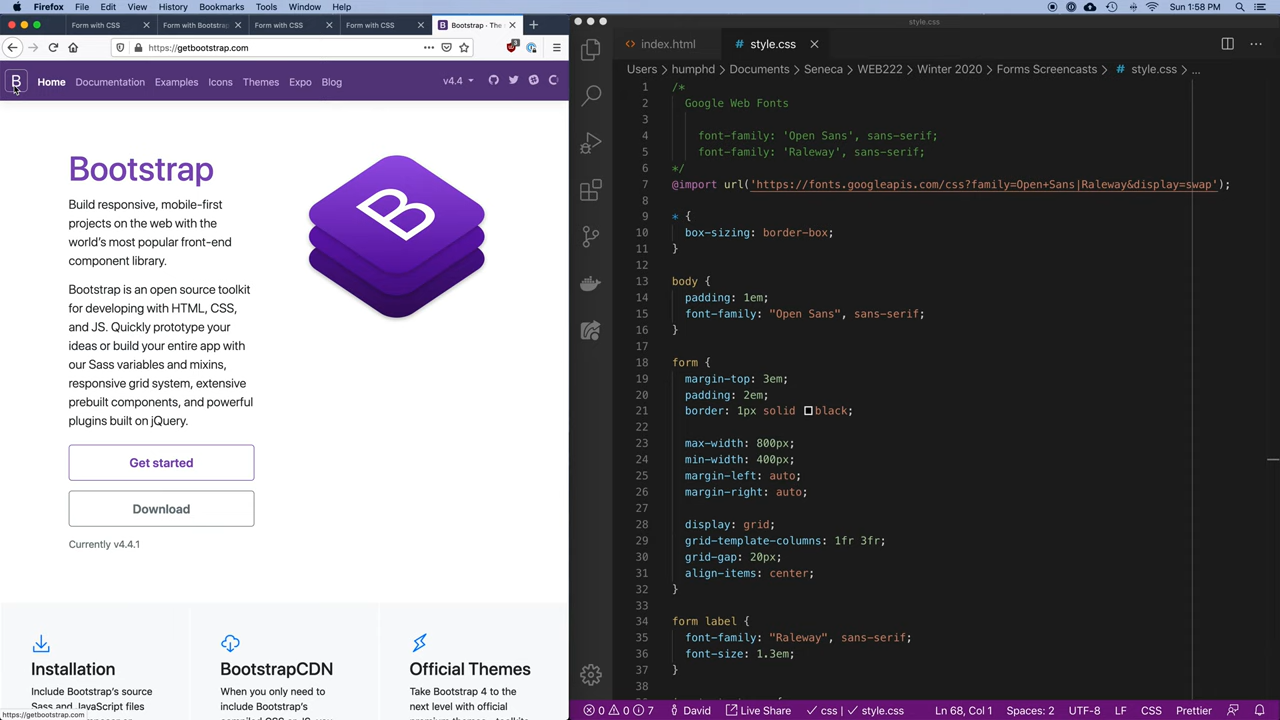 Firefox File Edit View History Bookmarks Tools Window Help
Sun 1:58 PM
Form with CSS
Form with Bootstrap
Form with CSS
Form with CSS
Bootstrap · The
https://getbootstrap.com
B
Home
Documentation
Examples
Icons
Themes
Expo
Blog
v4.4
Bootstrap
Build responsive, mobile-first
projects on the web with the
world's most popular front-end
component library.
Bootstrap is an open source toolkit
for developing with HTML, CSS,
and JS. Quickly prototype your
ideas or build your entire app with
our Sass variables and mixins,
responsive grid system, extensive
prebuilt components, and powerful
plugins built on jQuery.
B
Get started
Download
Currently v4.4.1
Installation
Include Bootstrap's source
Sass and JavaScript files
BootstrapCDN
When you only need to
include Bootstrap's
Official Themes
Take Bootstrap 4 to the
next level with official
https://getbootstrap.com
style.css
index.html
style.css
Users > humphd > Documents > Seneca > WEB222 > Winter 2020 > Forms Screencasts > # style.css > ...
1 /*
2 Google Web Fonts
3
4 font-family: 'Open Sans', sans-serif;
5 font-family: 'Raleway', sans-serif;
6 */
7 @import url('https://fonts.googleapis.com/css?family=Open+Sans|Raleway&display=swap');
8
9 * {
10 box-sizing: border-box;
11 }
12
13 body {
14 padding: 1em;
15 font-family: "Open Sans", sans-serif;
16 }
17
18 form {
19 margin-top: 3em;
20 padding: 2em;
21 border: 1px solid black;
22
23 max-width: 800px;
24 min-width: 400px;
25 margin-left: auto;
26 margin-right: auto;
27
28 display: grid;
29 grid-template-columns: 1fr 3fr;
30 grid-gap: 20px;
31 align-items: center;
32 }
33
34 form label {
35 font-family: "Raleway", sans-serif;
36 font-size: 1.3em;
37 }
38
0 0 7 David Live Share ✓ css | ✓ style.css Ln 68, Col 1 Spaces: 2 UTF-8 LF CSS Prettier